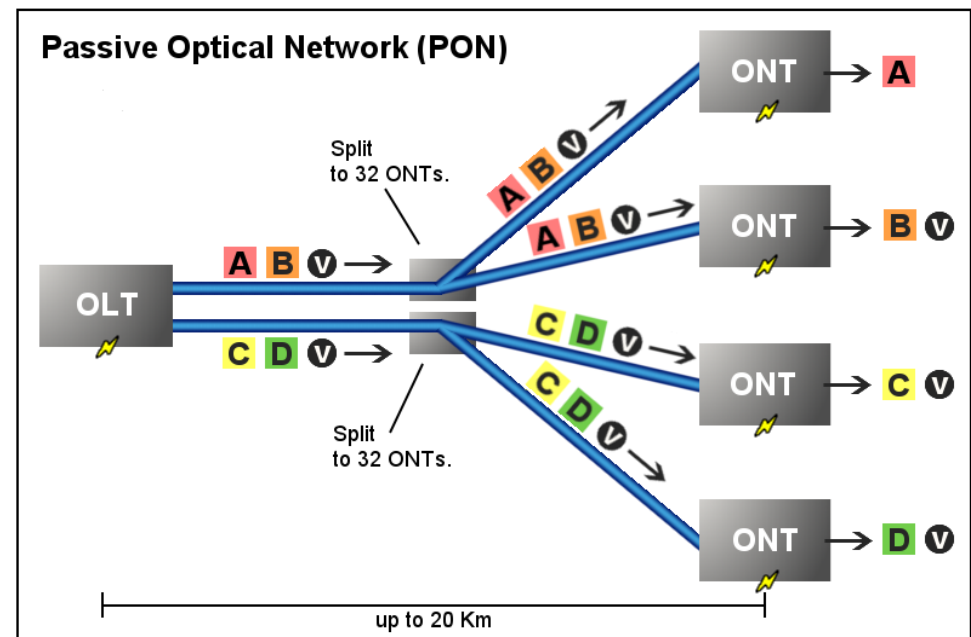 Passive Optical Network (PON)
ONT
A
Split
to 32 ONTs.
A B v
A B v
ONT
B v
A B v
OLT
C D v
C D v
ONT
C v
C D v
Split
to 32 ONTs.
ONT
D v
up to 20 Km